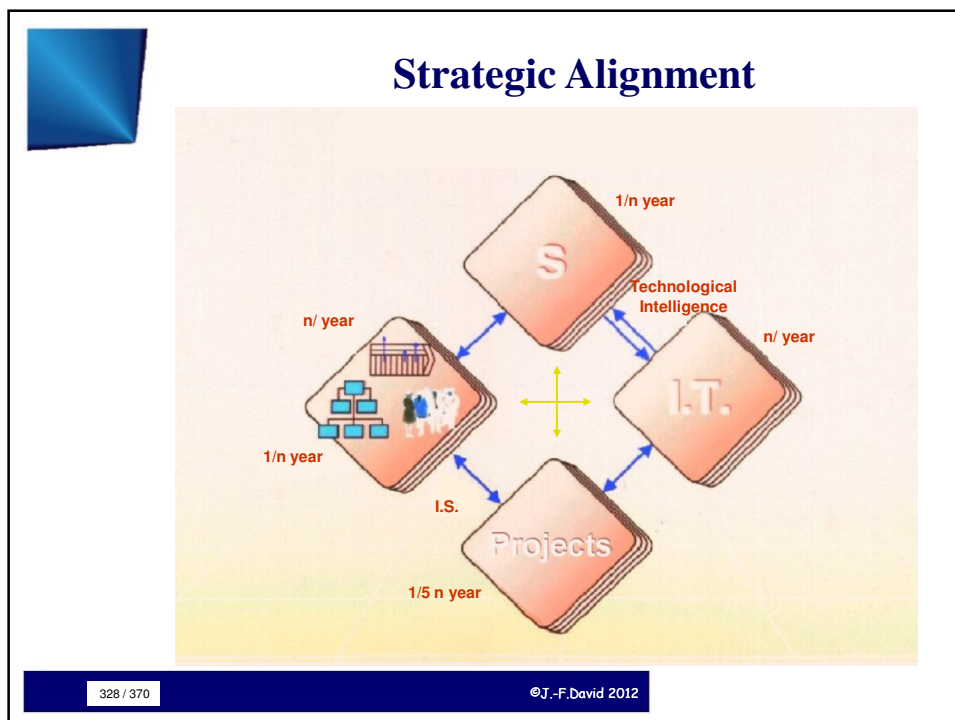 Strategic Alignment
1/n year
S
Technological
Intelligence
n/ year
n/ year
I.T.
1/n year
I.S.
Projects
1/5 n year
328 / 370
©J.-F.David 2012